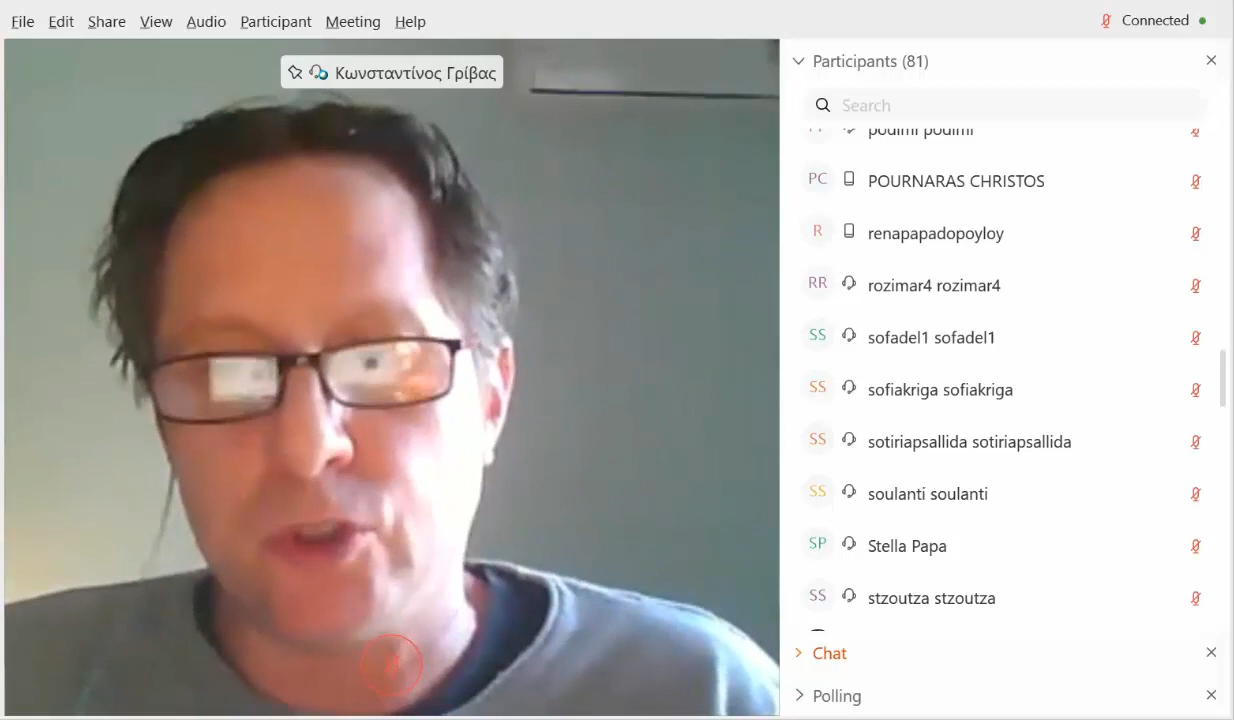 File Edit Share View Audio Participant Meeting Help
Connected
Κωνσταντίνος Γρίβας
Participants (81)
Search
podimi podimi
PC POURNARAS CHRISTOS
R renapapadopoyloy
RR rozimar4 rozimar4
SS sofadel1 sofadel1
SS sofiakriga sofiakriga
SS sotiriapsallida sotiriapsallida
SS soulanti soulanti
SP Stella Papa
SS stzoutza stzoutza
Chat
Polling